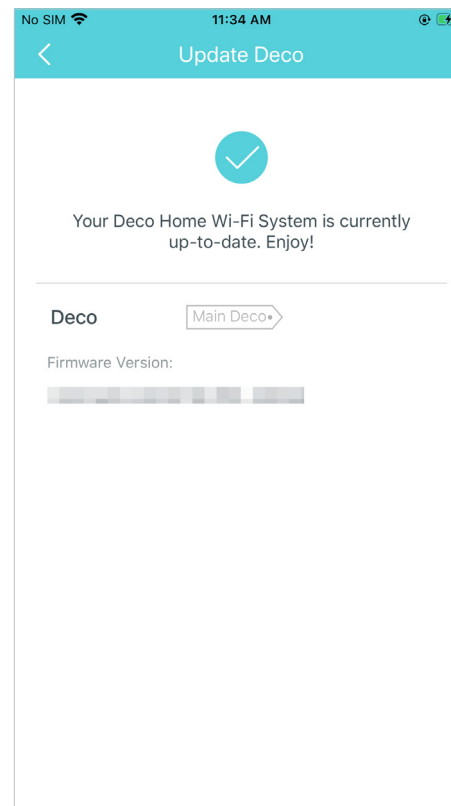 No SIM 11:34 AM
Update Deco
Your Deco Home Wi-Fi System is currently
up-to-date. Enjoy!
Deco Main Deco
Firmware Version: